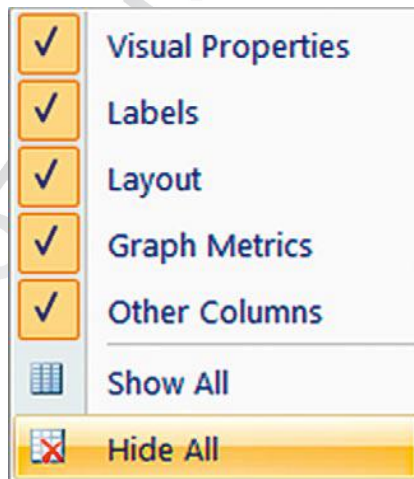 Visual Properties
Labels
Layout
Graph Metrics
Other Columns
Show All
Hide All